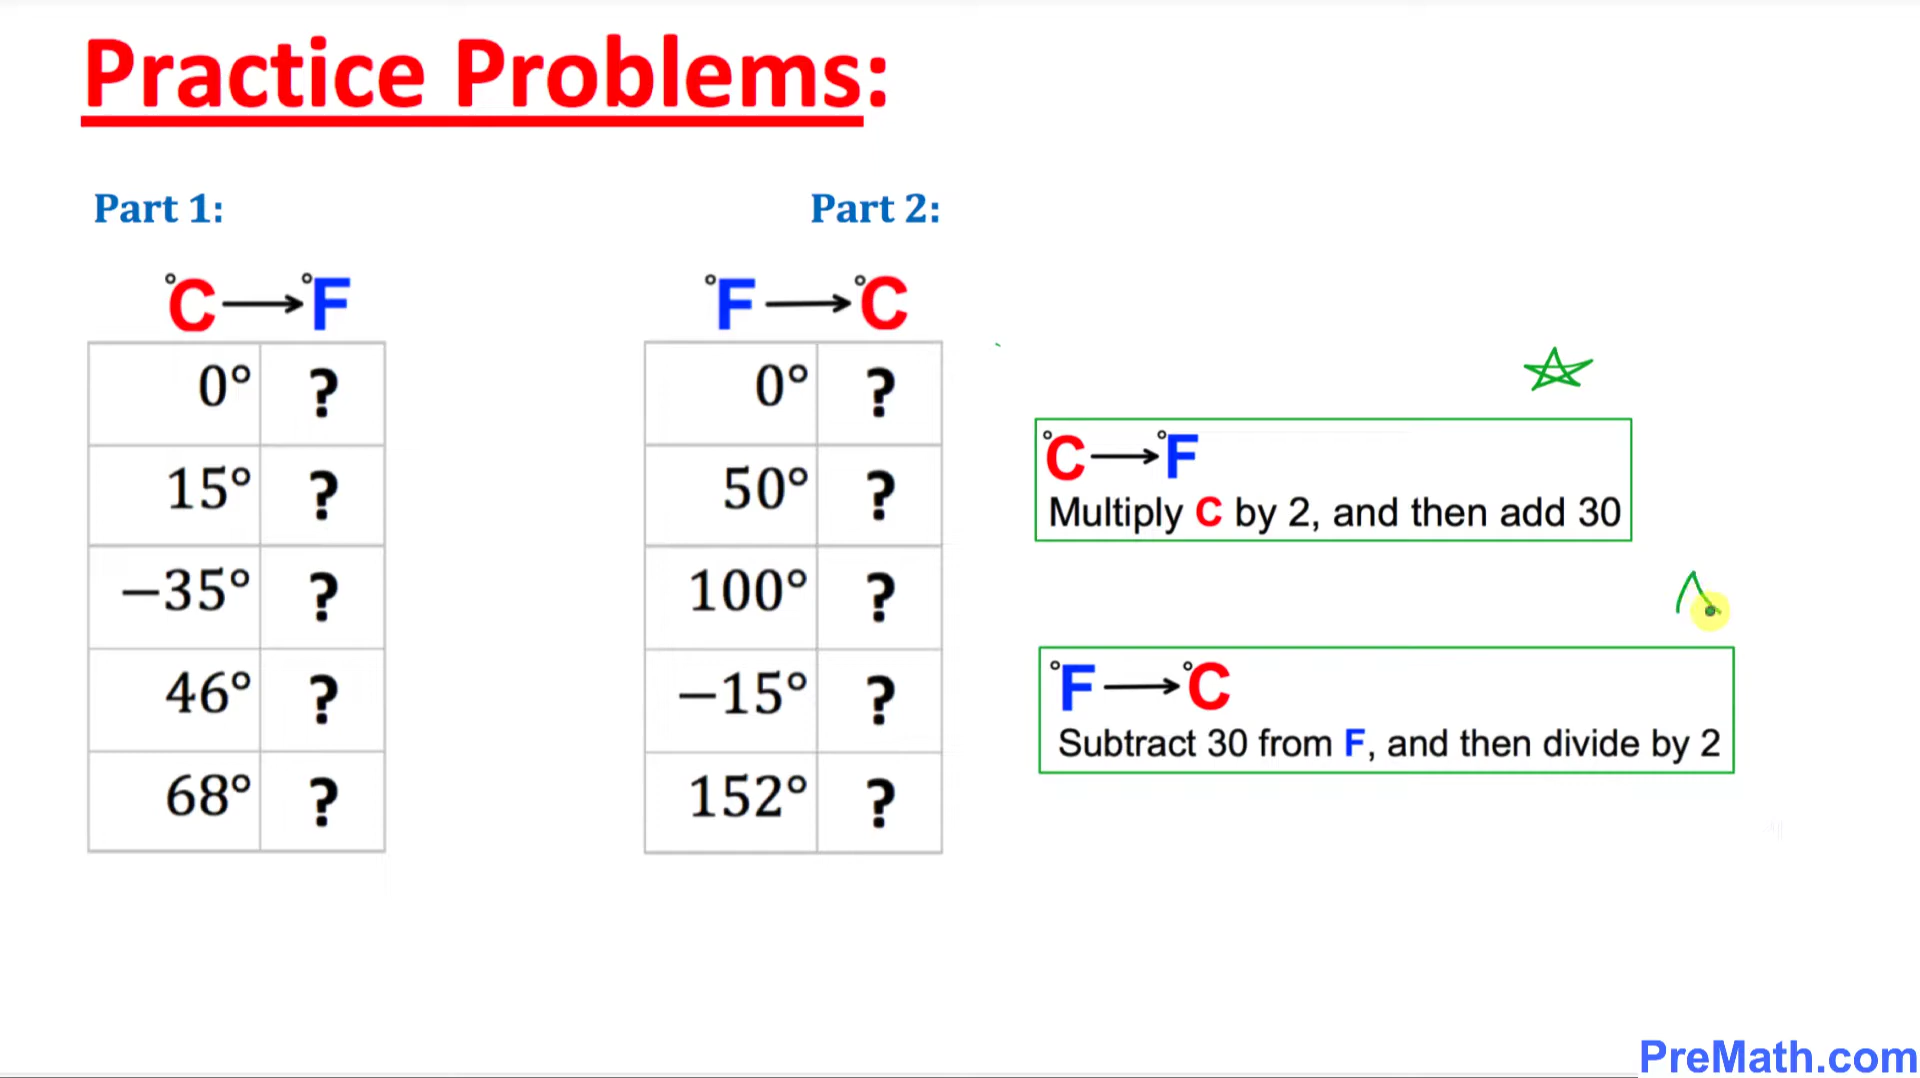 Practice Problems:
Part 1:
°C→°F
0° ?
15° ?
−35° ?
46° ?
68° ?
Part 2:
°F→°C
0° ?
50° ?
100° ?
−15° ?
152° ?
°C→°F
Multiply C by 2, and then add 30
°F→°C
Subtract 30 from F, and then divide by 2
PreMath.com